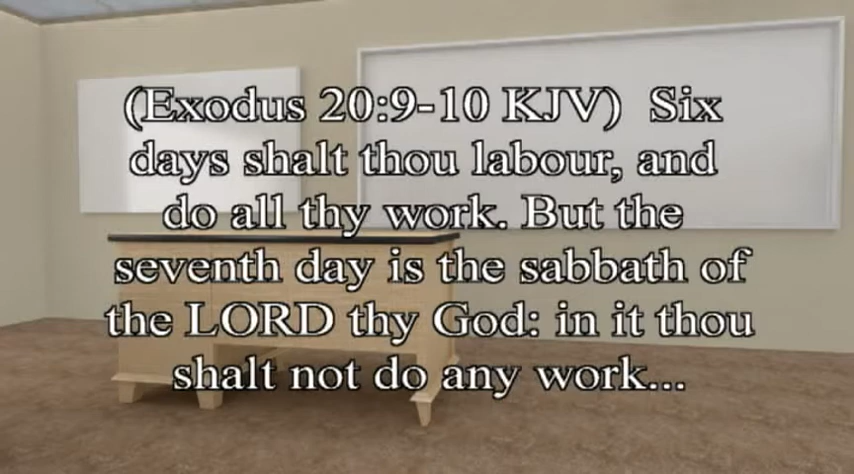 (Exodus 20:9-10 KJV)  Six
days shalt thou labour, and
do all thy work. But the
seventh day is the sabbath of
the LORD thy God: in it thou
shalt not do any work...